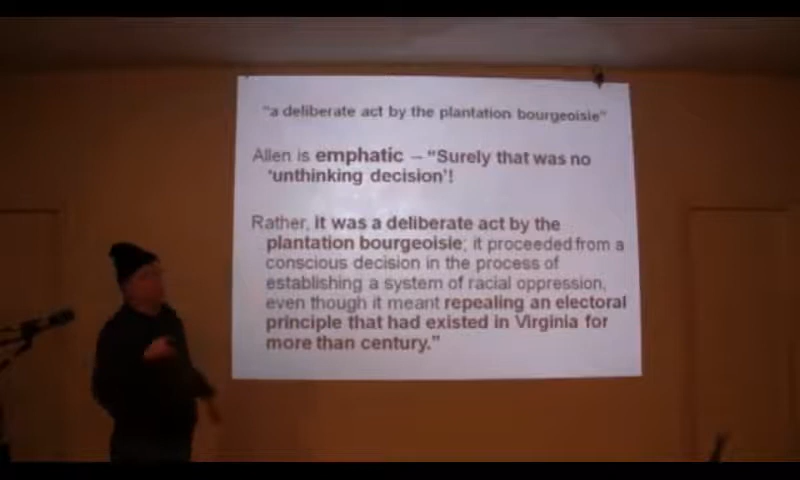 "a deliberate act by the plantation bourgeoisie"
Allen is emphatic – "Surely that was no
'unthinking decision'!
Rather, it was a deliberate act by the
plantation bourgeoisie; it proceeded from a
conscious decision in the process of
establishing a system of racial oppression,
even though it meant repealing an electoral
principle that had existed in Virginia for
more than century."